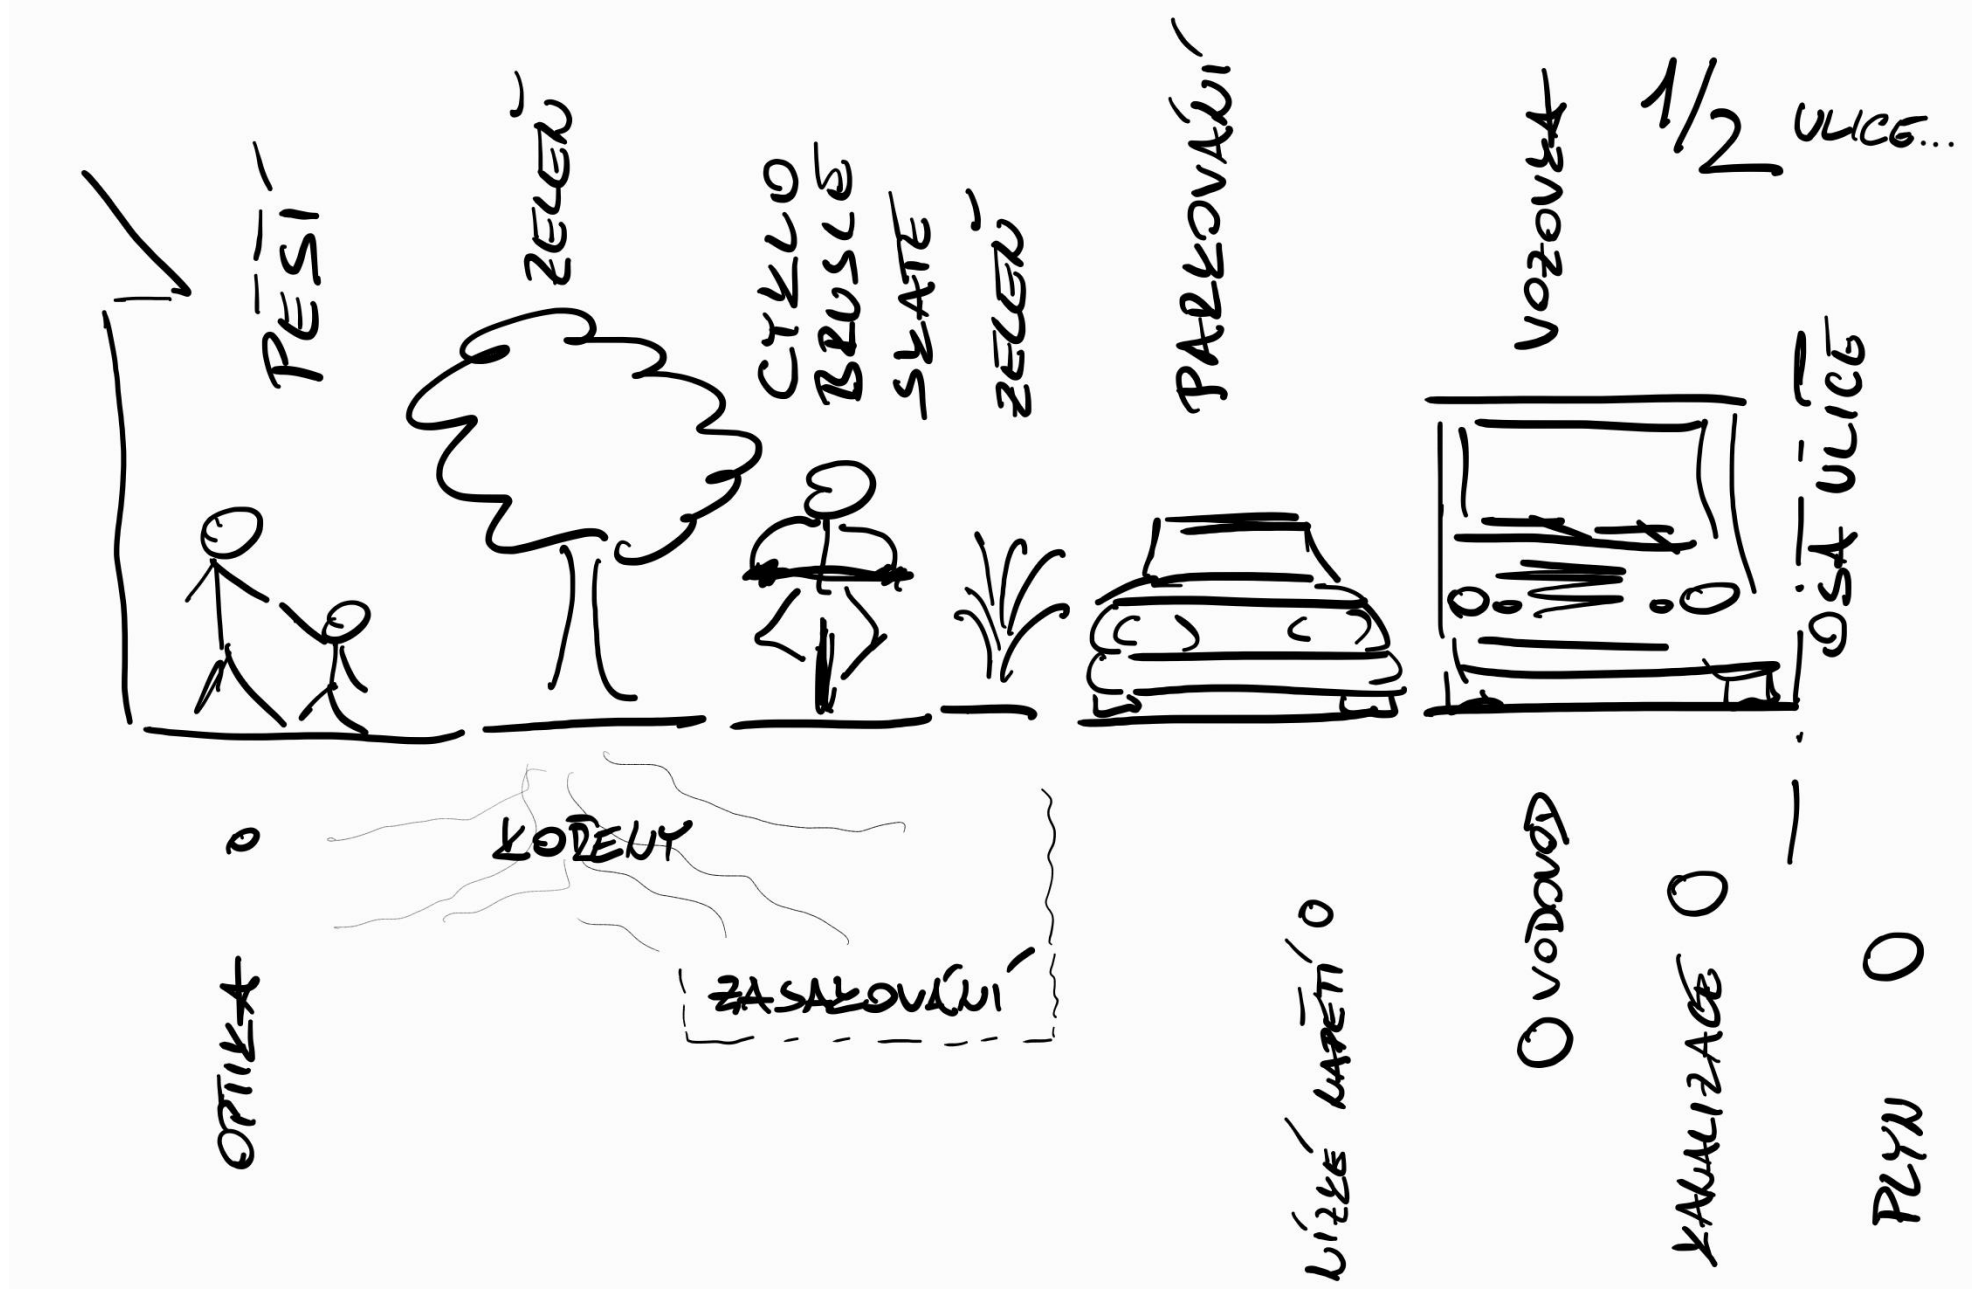 1/2 ULICE...
PĚŠÍ
ZELEŇ
CYKLO
BRUSLE
SKATE
ZELEŇ
PARKOVÁNÍ
VOZOVKA
OSA ULICE
KOŘENY
ZASAKOVÁNÍ
OPTIKA
NÍZKÉ NAPĚTÍ
VODOVOD
KANALIZACE
PLYN